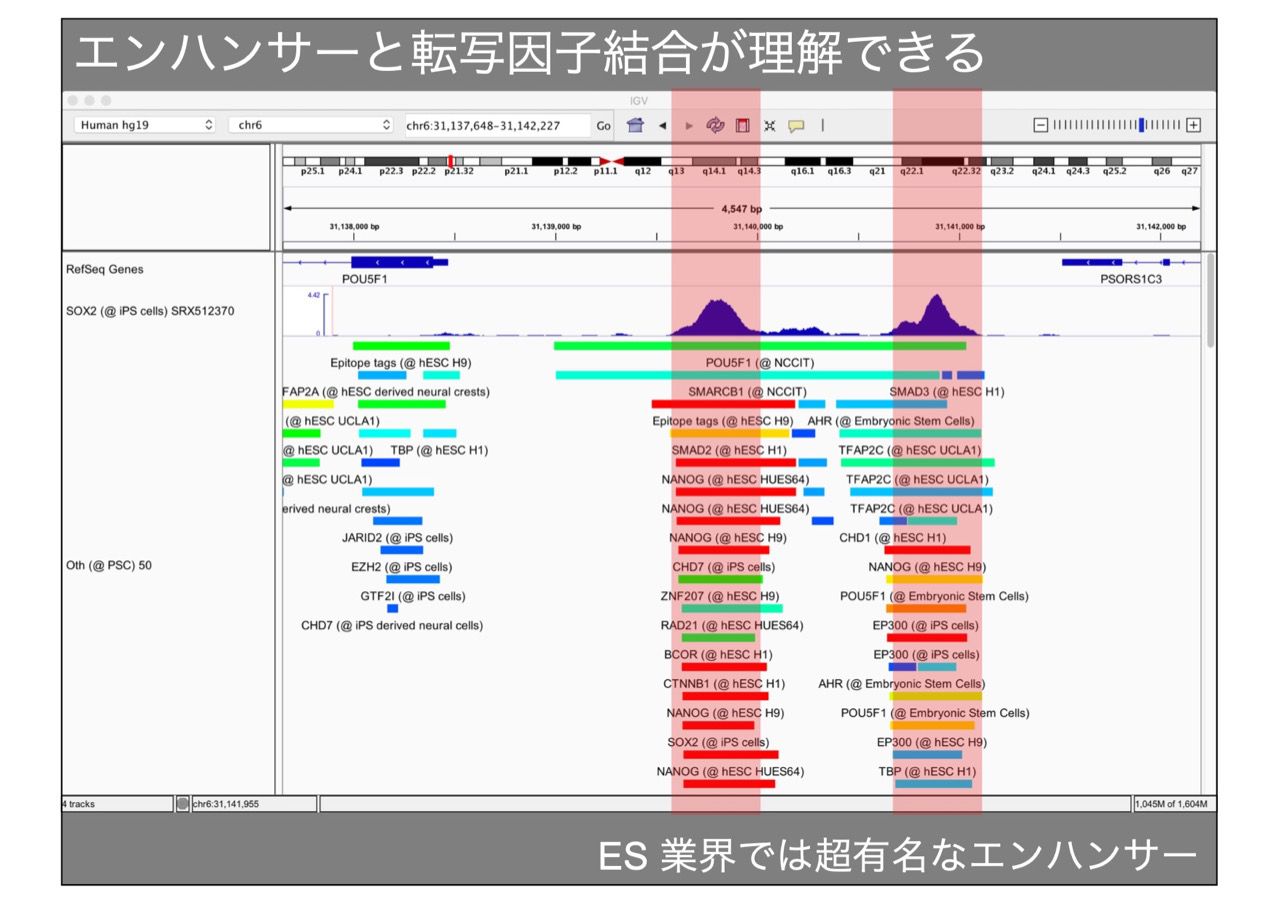 エンハンサーと転写因子結合が理解できる
IGV
Human hg19 chr6 chr6:31,137,648-31,142,227 Go
p25.1 p24.1 p22.3 p22.2 p21.32 p21.1 p12.2 p11.1 q12 q13 q14.1 q14.3 q16.1 q16.3 q21 q22.1 q22.32 q23.2 q24.1 q24.3 q25.2 q26 q27
4,547 bp
31,138,000 bp 31,139,000 bp 31,140,000 bp 31,141,000 bp 31,142,000 bp
RefSeq Genes
POU5F1 PSORS1C3
4.42
SOX2 (@ iPS cells) SRX512370
0
Epitope tags (@ hESC H9) POU5F1 (@ NCCIT)
FAP2A (@ hESC derived neural crests) SMARCB1 (@ NCCIT) SMAD3 (@ hESC H1)
(@ hESC UCLA1) Epitope tags (@ hESC H9) AHR (@ Embryonic Stem Cells)
@ hESC UCLA1) TBP (@ hESC H1) SMAD2 (@ hESC H1) TFAP2C (@ hESC UCLA1)
@ hESC UCLA1) NANOG (@ hESC HUES64) TFAP2C (@ hESC UCLA1)
erived neural crests) NANOG (@ hESC HUES64) TFAP2C (@ hESC UCLA1)
JARID2 (@ iPS cells) NANOG (@ hESC H9) CHD1 (@ hESC H1)
Oth (@ PSC) 50
EZH2 (@ iPS cells) CHD7 (@ iPS cells) NANOG (@ hESC H9)
GTF2I (@ iPS cells) ZNF207 (@ hESC H9) POU5F1 (@ Embryonic Stem Cells)
CHD7 (@ iPS derived neural cells) RAD21 (@ hESC HUES64) EP300 (@ iPS cells)
BCOR (@ hESC H1) EP300 (@ iPS cells)
CTNNB1 (@ hESC H1) AHR (@ Embryonic Stem Cells)
NANOG (@ hESC H9) POU5F1 (@ Embryonic Stem Cells)
SOX2 (@ iPS cells) EP300 (@ hESC H9)
NANOG (@ hESC HUES64) TBP (@ hESC H1)
4 tracks chr6:31,141,955 1,045M of 1,604M
ES 業界では超有名なエンハンサー